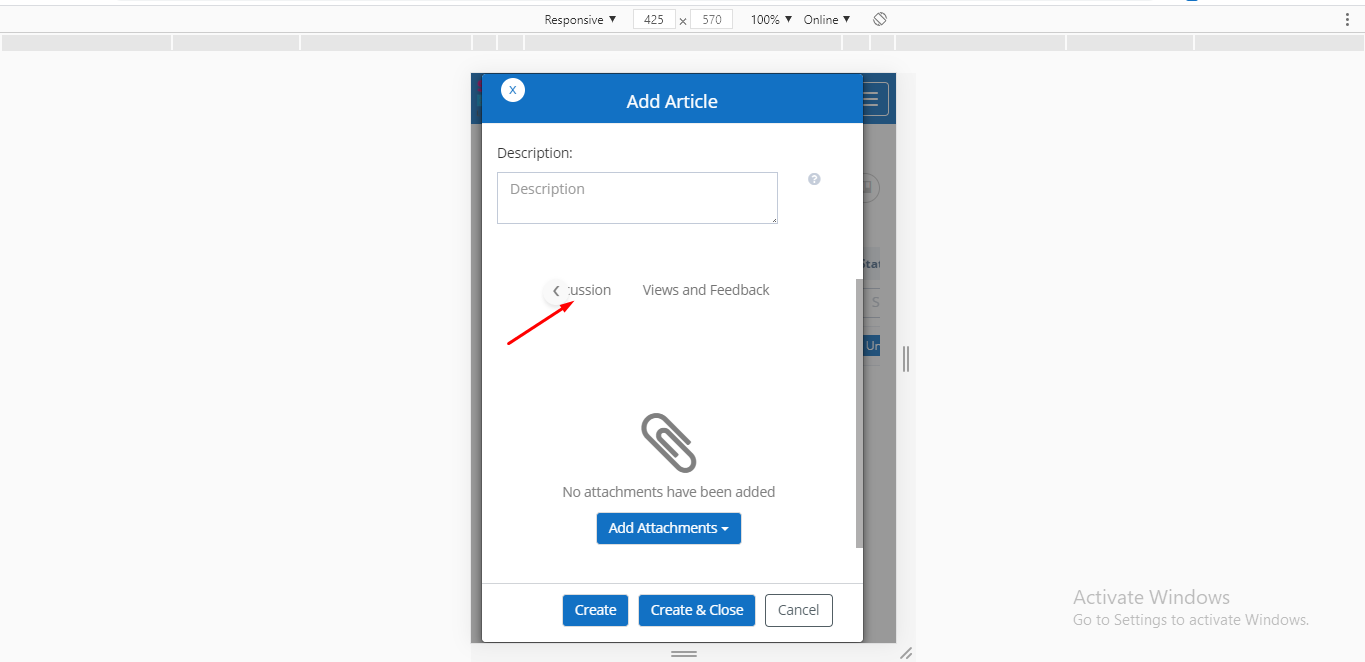 Responsive ▼ 425 x 570 100% ▼ Online ▼
x
Add Article
Description:
Description
?
Stat
cussion Views and Feedback
S
Un
No attachments have been added
Add Attachments
Create Create & Close Cancel
Activate Windows
Go to Settings to activate Windows.